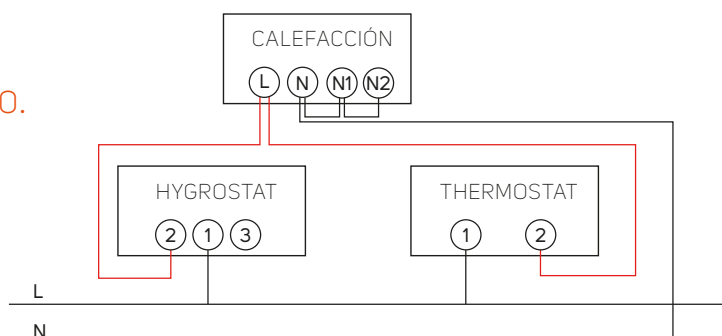 CALEFACCIÓN
L N N1 N2
O.
HYGROSTAT
2 1 3
THERMOSTAT
1 2
L
N